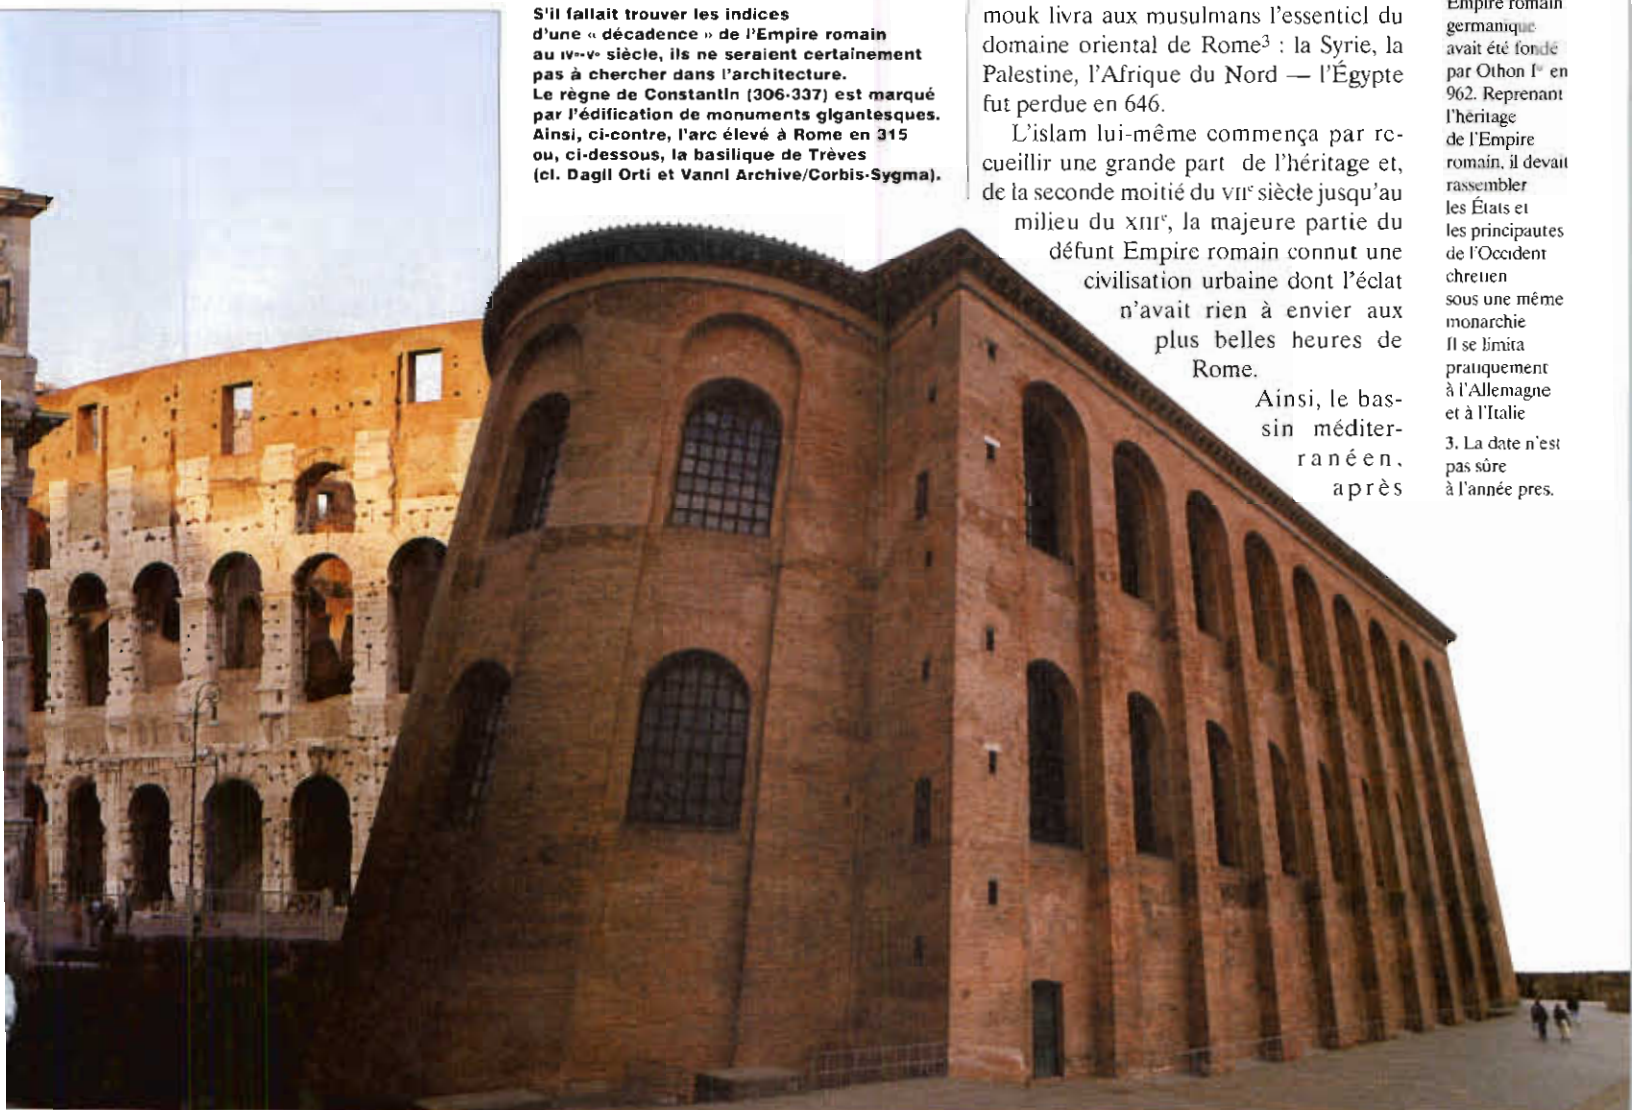 S'il fallait trouver les indices
d'une « décadence » de l'Empire romain
au IVe-Ve siècle, ils ne seraient certainement
pas à chercher dans l'architecture.
Le règne de Constantin (306-337) est marqué
par l'édification de monuments gigantesques.
Ainsi, ci-contre, l'arc élevé à Rome en 315
ou, ci-dessous, la basilique de Trèves
(cl. Dagli Orti et Vanni Archive/Corbis-Sygma).
mouk livra aux musulmans l'essentiel du
domaine oriental de Rome³ : la Syrie, la
Palestine, l'Afrique du Nord — l'Égypte
fut perdue en 646.
L'islam lui-même commença par re-
cueillir une grande part de l'héritage et,
de la seconde moitié du VIIe siècle jusqu'au
milieu du XIIIe, la majeure partie du
défunt Empire romain connut une
civilisation urbaine dont l'éclat
n'avait rien à envier aux
plus belles heures de
Rome.
Ainsi, le bas-
sin méditer-
ranéen,
après
Empire romain
germanique
avait été fondé
par Othon Ier en
962. Reprenant
l'héritage
de l'Empire
romain, il devait
rassembler
les États et
les principautés
de l'Occident
chrétien
sous une même
monarchie
Il se limita
pratiquement
à l'Allemagne
et à l'Italie
3. La date n'est
pas sûre
à l'année près.